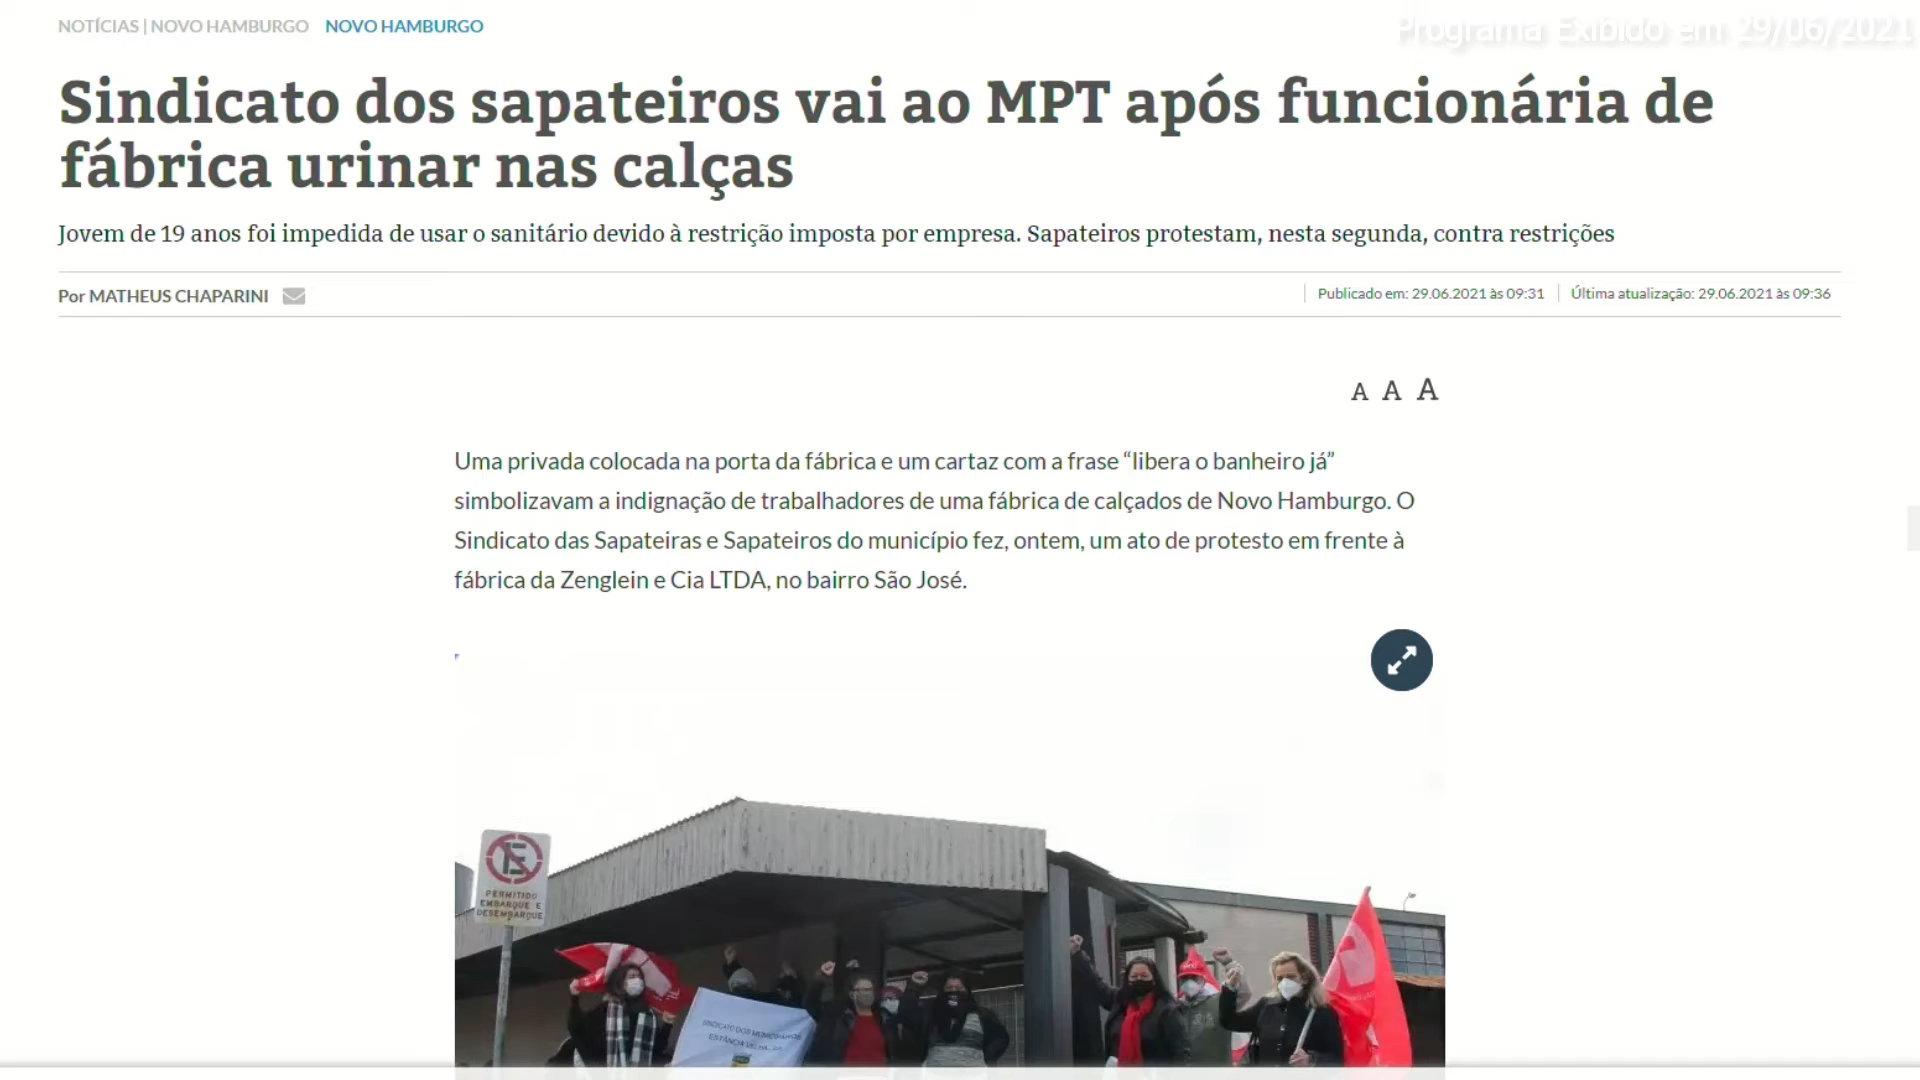 NOTÍCIAS | NOVO HAMBURGO NOVO HAMBURGO
Programa Exibido em 29/06/2021
Sindicato dos sapateiros vai ao MPT após funcionária de
fábrica urinar nas calças
Jovem de 19 anos foi impedida de usar o sanitário devido à restrição imposta por empresa. Sapateiros protestam, nesta segunda, contra restrições
Por MATHEUS CHAPARINI
Publicado em: 29.06.2021 às 09:31 Última atualização: 29.06.2021 às 09:36
A A A
Uma privada colocada na porta da fábrica e um cartaz com a frase “libera o banheiro já”
simbolizavam a indignação de trabalhadores de uma fábrica de calçados de Novo Hamburgo. O
Sindicato das Sapateiras e Sapateiros do município fez, ontem, um ato de protesto em frente à
fábrica da Zenglein e Cia LTDA, no bairro São José.
E
PERMITIDO
EMBARQUE E
DESEMBARQUE
SINDICATO DOS
ESTÂNCIA